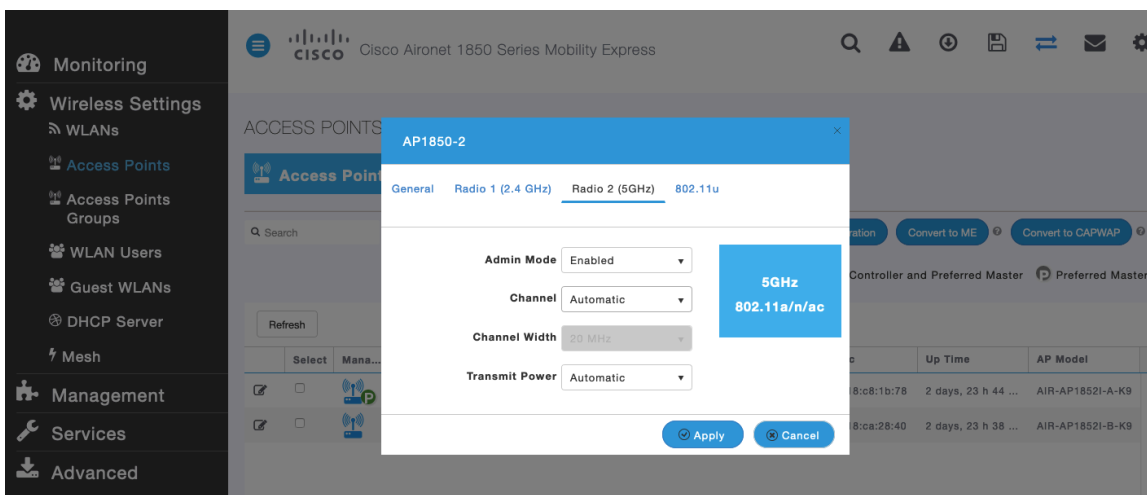 CISCO
Cisco Aironet 1850 Series Mobility Express
Monitoring
Wireless Settings
WLANs
Access Points
Access Points
Groups
WLAN Users
Guest WLANs
DHCP Server
Mesh
Management
Services
Advanced
ACCESS POINTS
Access Point
Search
Convert to ME
Convert to CAPWAP
Controller and Preferred Master
P Preferred Master
Refresh
Select Mana... Up Time AP Model
P 8:c8:1b:78 2 days, 23 h 44 ... AIR-AP1852I-A-K9
8:ca:28:40 2 days, 23 h 38 ... AIR-AP1852I-B-K9
AP1850-2
General Radio 1 (2.4 GHz) Radio 2 (5GHz) 802.11u
Admin Mode Enabled
Channel Automatic
Channel Width 20 MHz
Transmit Power Automatic
5GHz
802.11a/n/ac
Apply Cancel